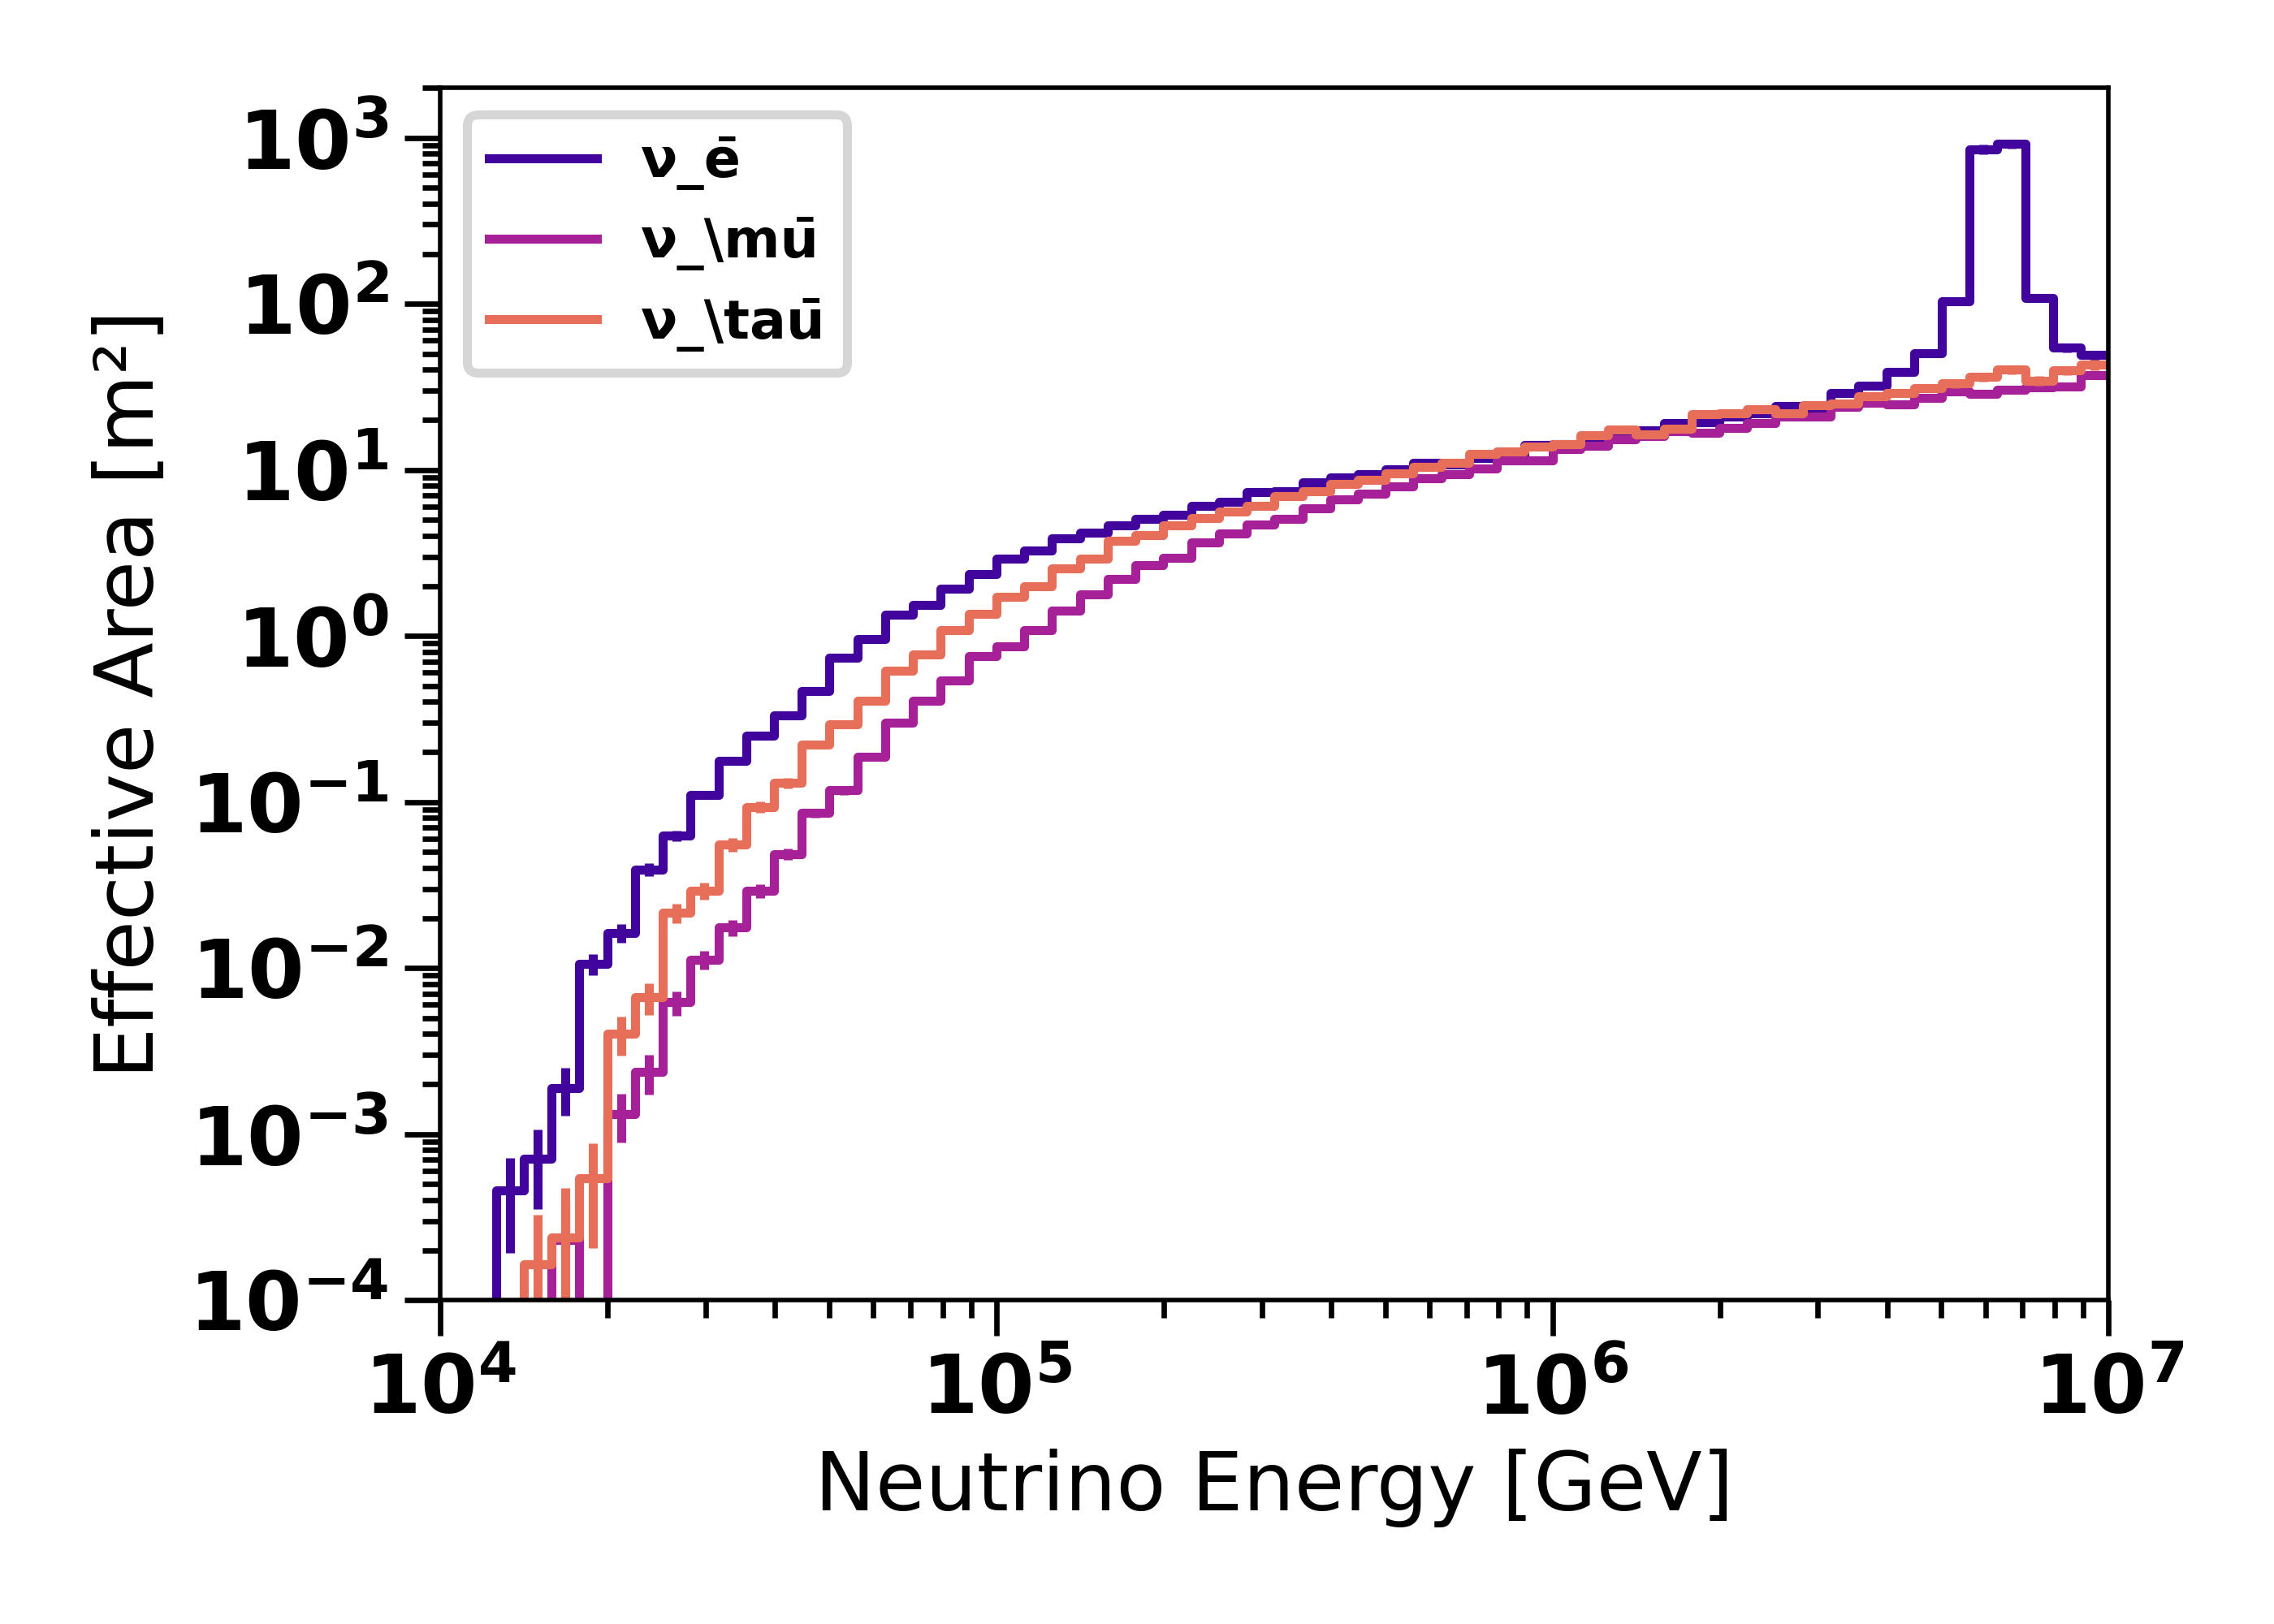 10³
10²
10¹
10⁰
10⁻¹
10⁻²
10⁻³
10⁻⁴
Effective Area [m²]
ν_ē
ν_\mū
ν_\taū
10⁴ 10⁵ 10⁶ 10⁷
Neutrino Energy [GeV]